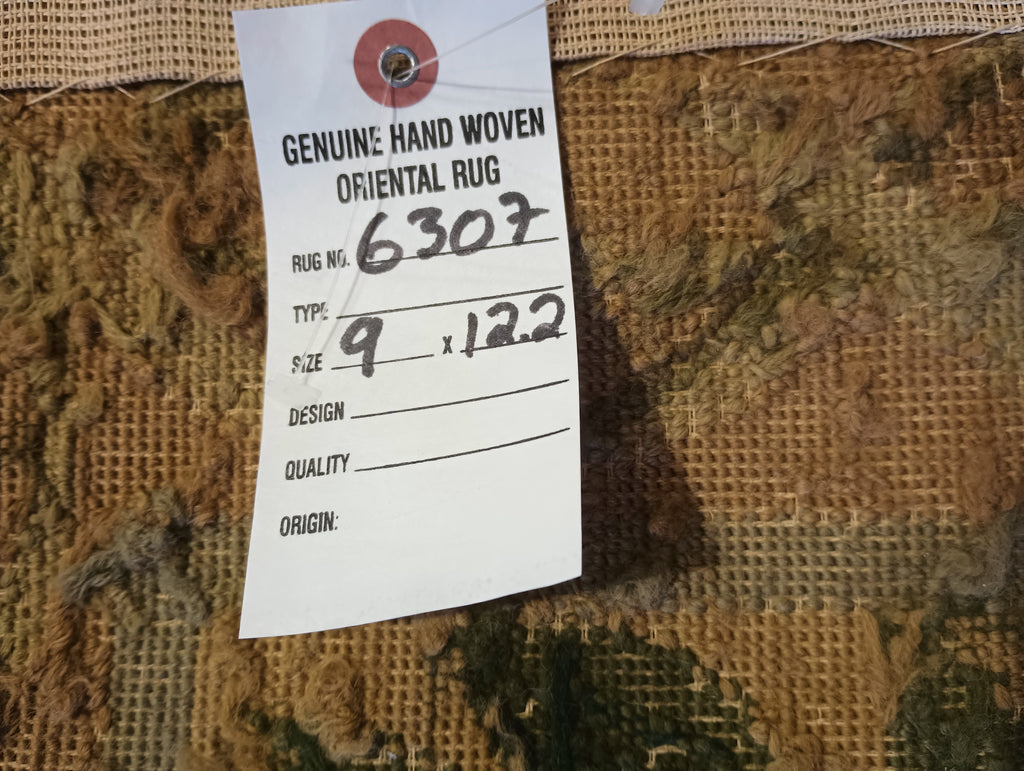 GENUINE HAND WOVEN
ORIENTAL RUG
RUG NO. 6307
TYPE
SIZE 9 X 12.2
DESIGN
QUALITY
ORIGIN: